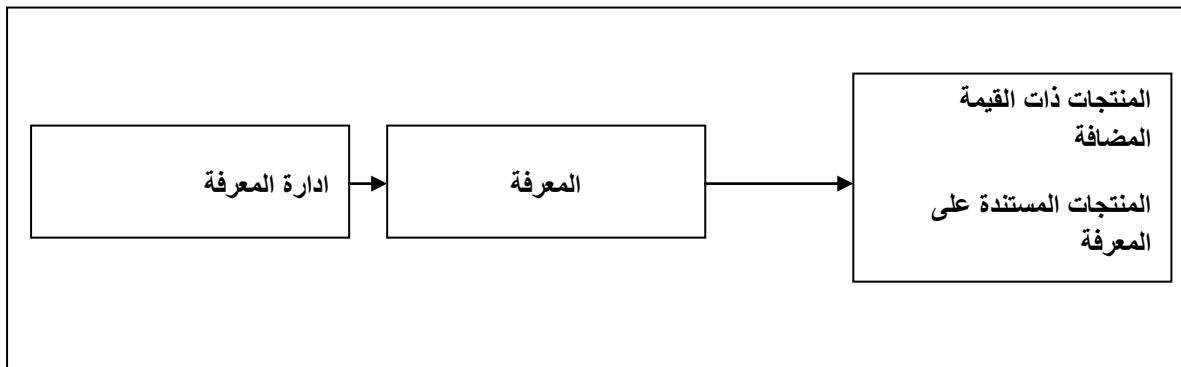 ادارة المعرفة
المعرفة
المنتجات ذات القيمة
المضافة
المنتجات المستندة على
المعرفة